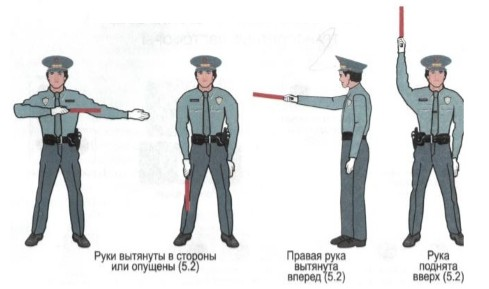 Руки вытянуты в стороны
или опущены (5.2)
Правая рука
вытянута
вперед (5.2)
Рука
поднята
вверх (5.2)